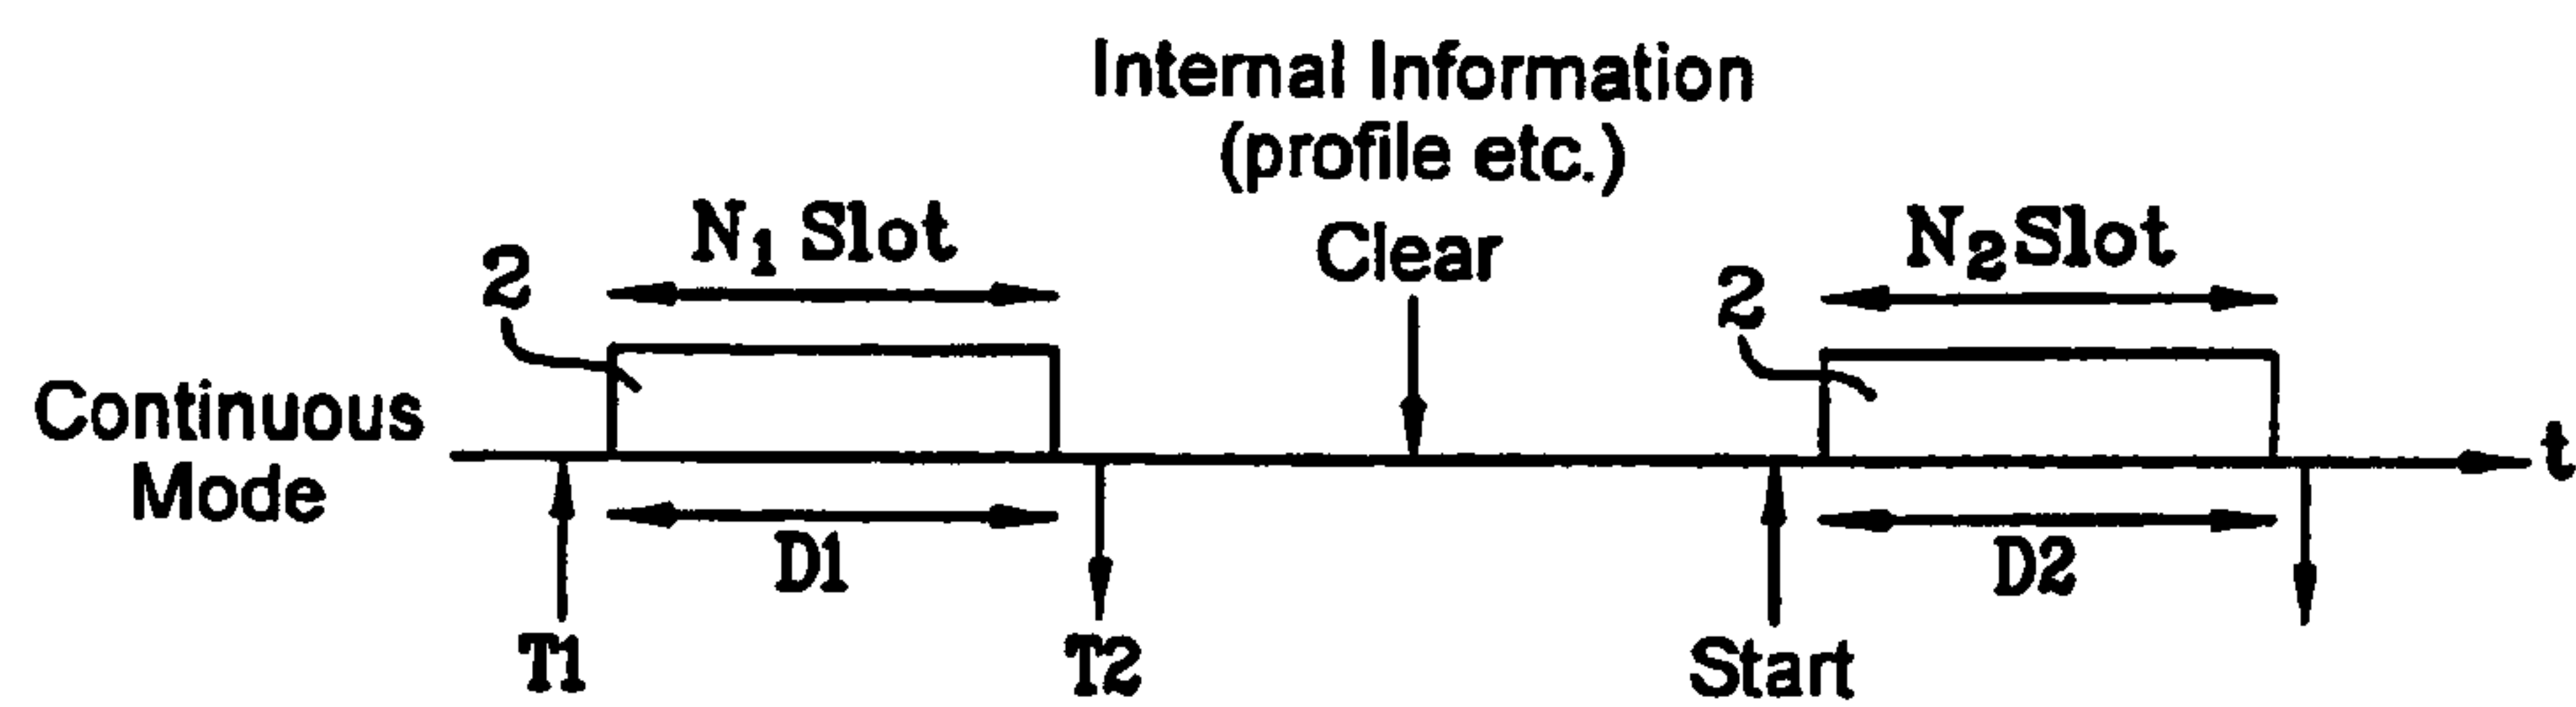 Internal Information
(profile etc.)
Clear
N₁ Slot
N₂ Slot
2
2
Continuous
Mode
t
D1
D2
T1
T2
Start